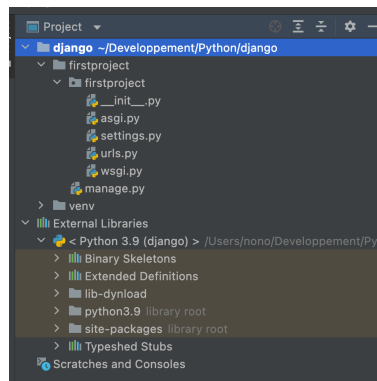 Project
django ~/Developpement/Python/django
firstproject
firstproject
__init__.py
asgi.py
settings.py
urls.py
wsgi.py
manage.py
venv
External Libraries
< Python 3.9 (django) > /Users/nono/Developpement/Py
Binary Skeletons
Extended Definitions
lib-dynload
python3.9 library root
site-packages library root
Typeshed Stubs
Scratches and Consoles